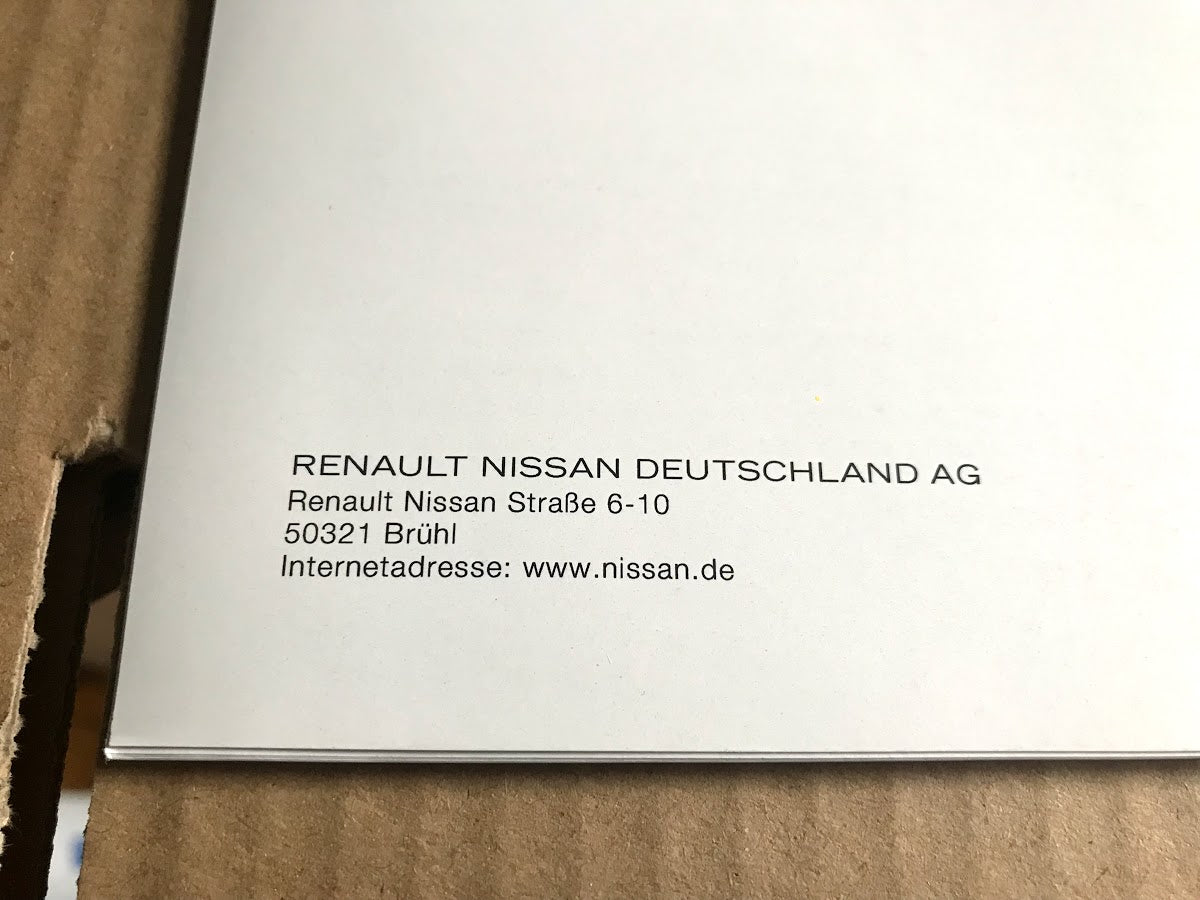 RENAULT NISSAN DEUTSCHLAND AG
Renault Nissan Straße 6-10
50321 Brühl
Internetadresse: www.nissan.de